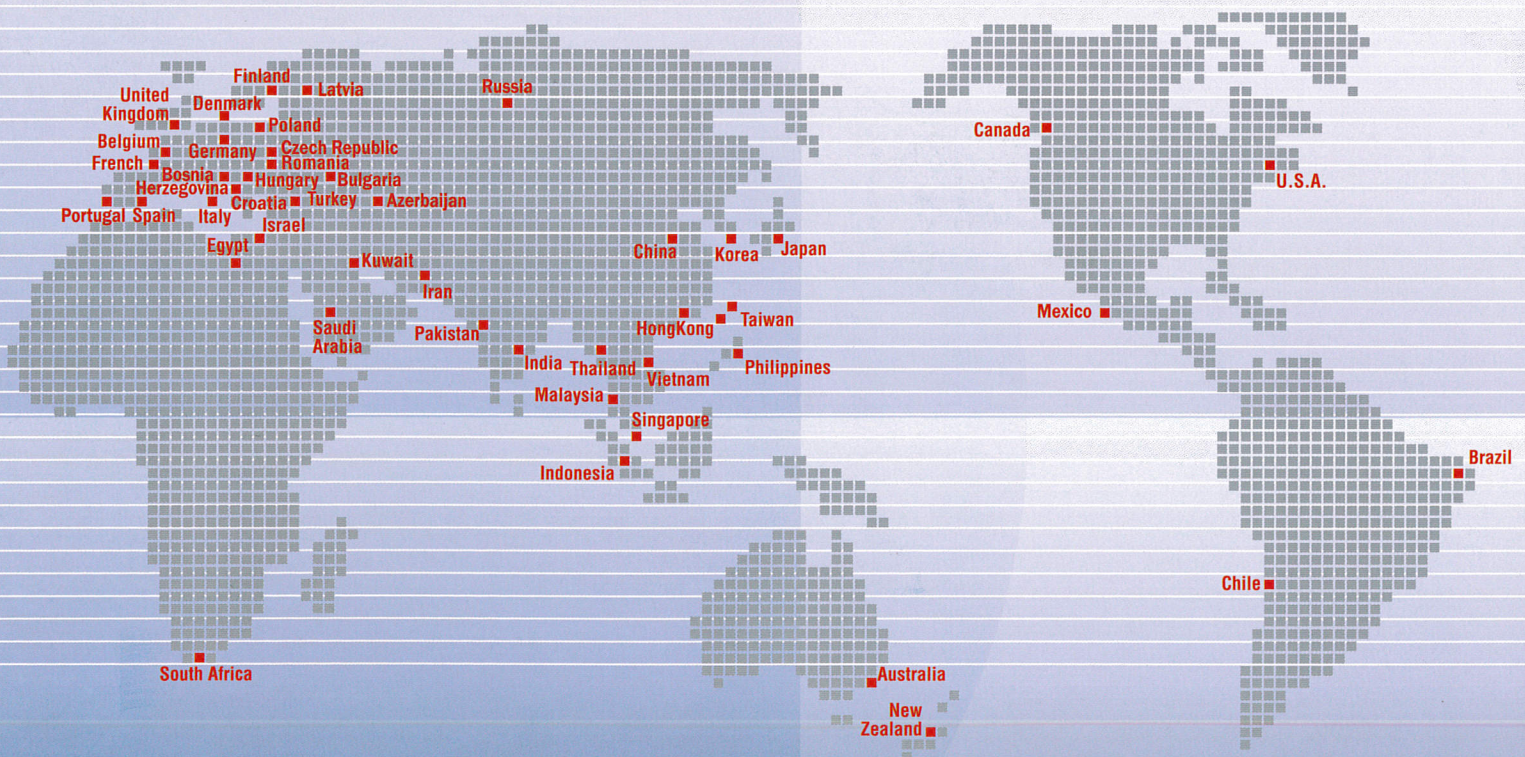 Finland
Latvia
Russia
United
Kingdom
Denmark
Poland
Canada
Belgium
Germany
Czech Republic
French
Romania
Bosnia
Herzegovina
Hungary
Bulgaria
U.S.A.
Portugal
Spain
Italy
Croatia
Turkey
Azerbaijan
Israel
Egypt
Kuwait
China
Korea
Japan
Iran
Mexico
Saudi
Arabia
Pakistan
HongKong
Taiwan
India
Thailand
Vietnam
Philippines
Malaysia
Singapore
Indonesia
Brazil
Chile
South Africa
Australia
New
Zealand